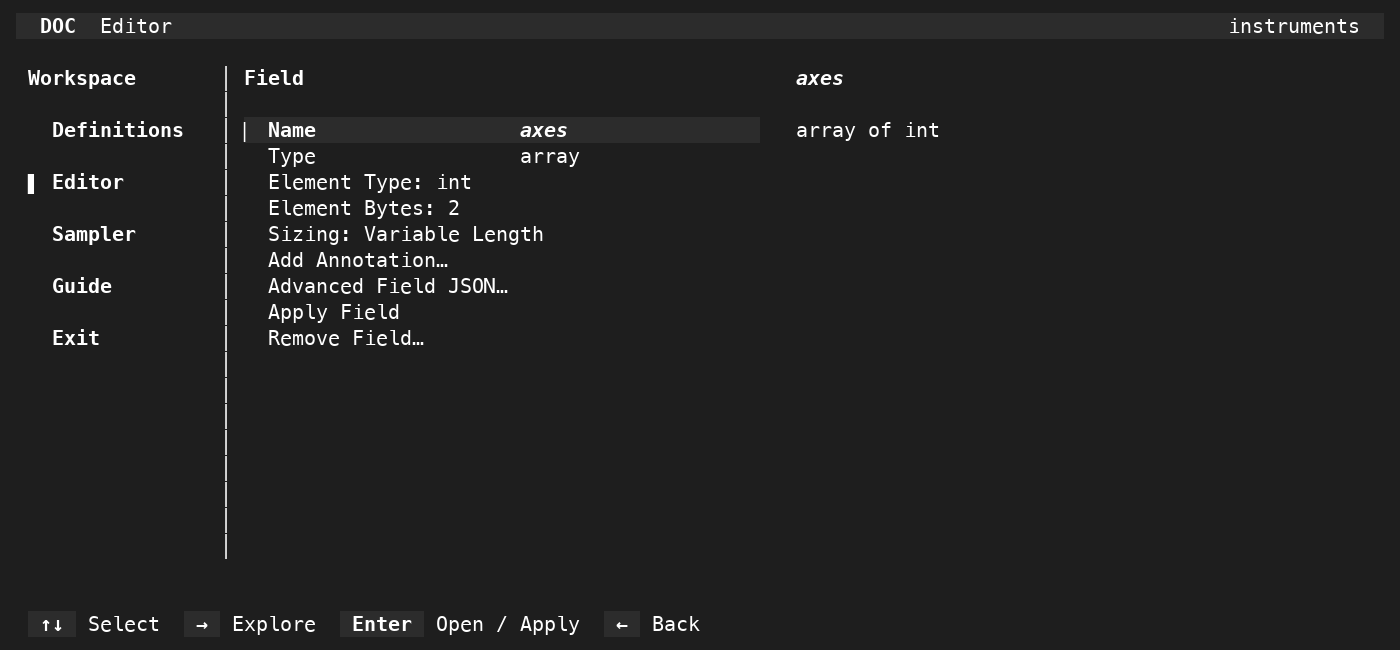 DOC Editor instruments
Workspace Field axes
Definitions Name axes array of int
Type array
Editor Element Type: int
Element Bytes: 2
Sampler Sizing: Variable Length
Add Annotation…
Guide Advanced Field JSON…
Apply Field
Exit Remove Field…
↑↓ Select → Explore Enter Open / Apply ← Back